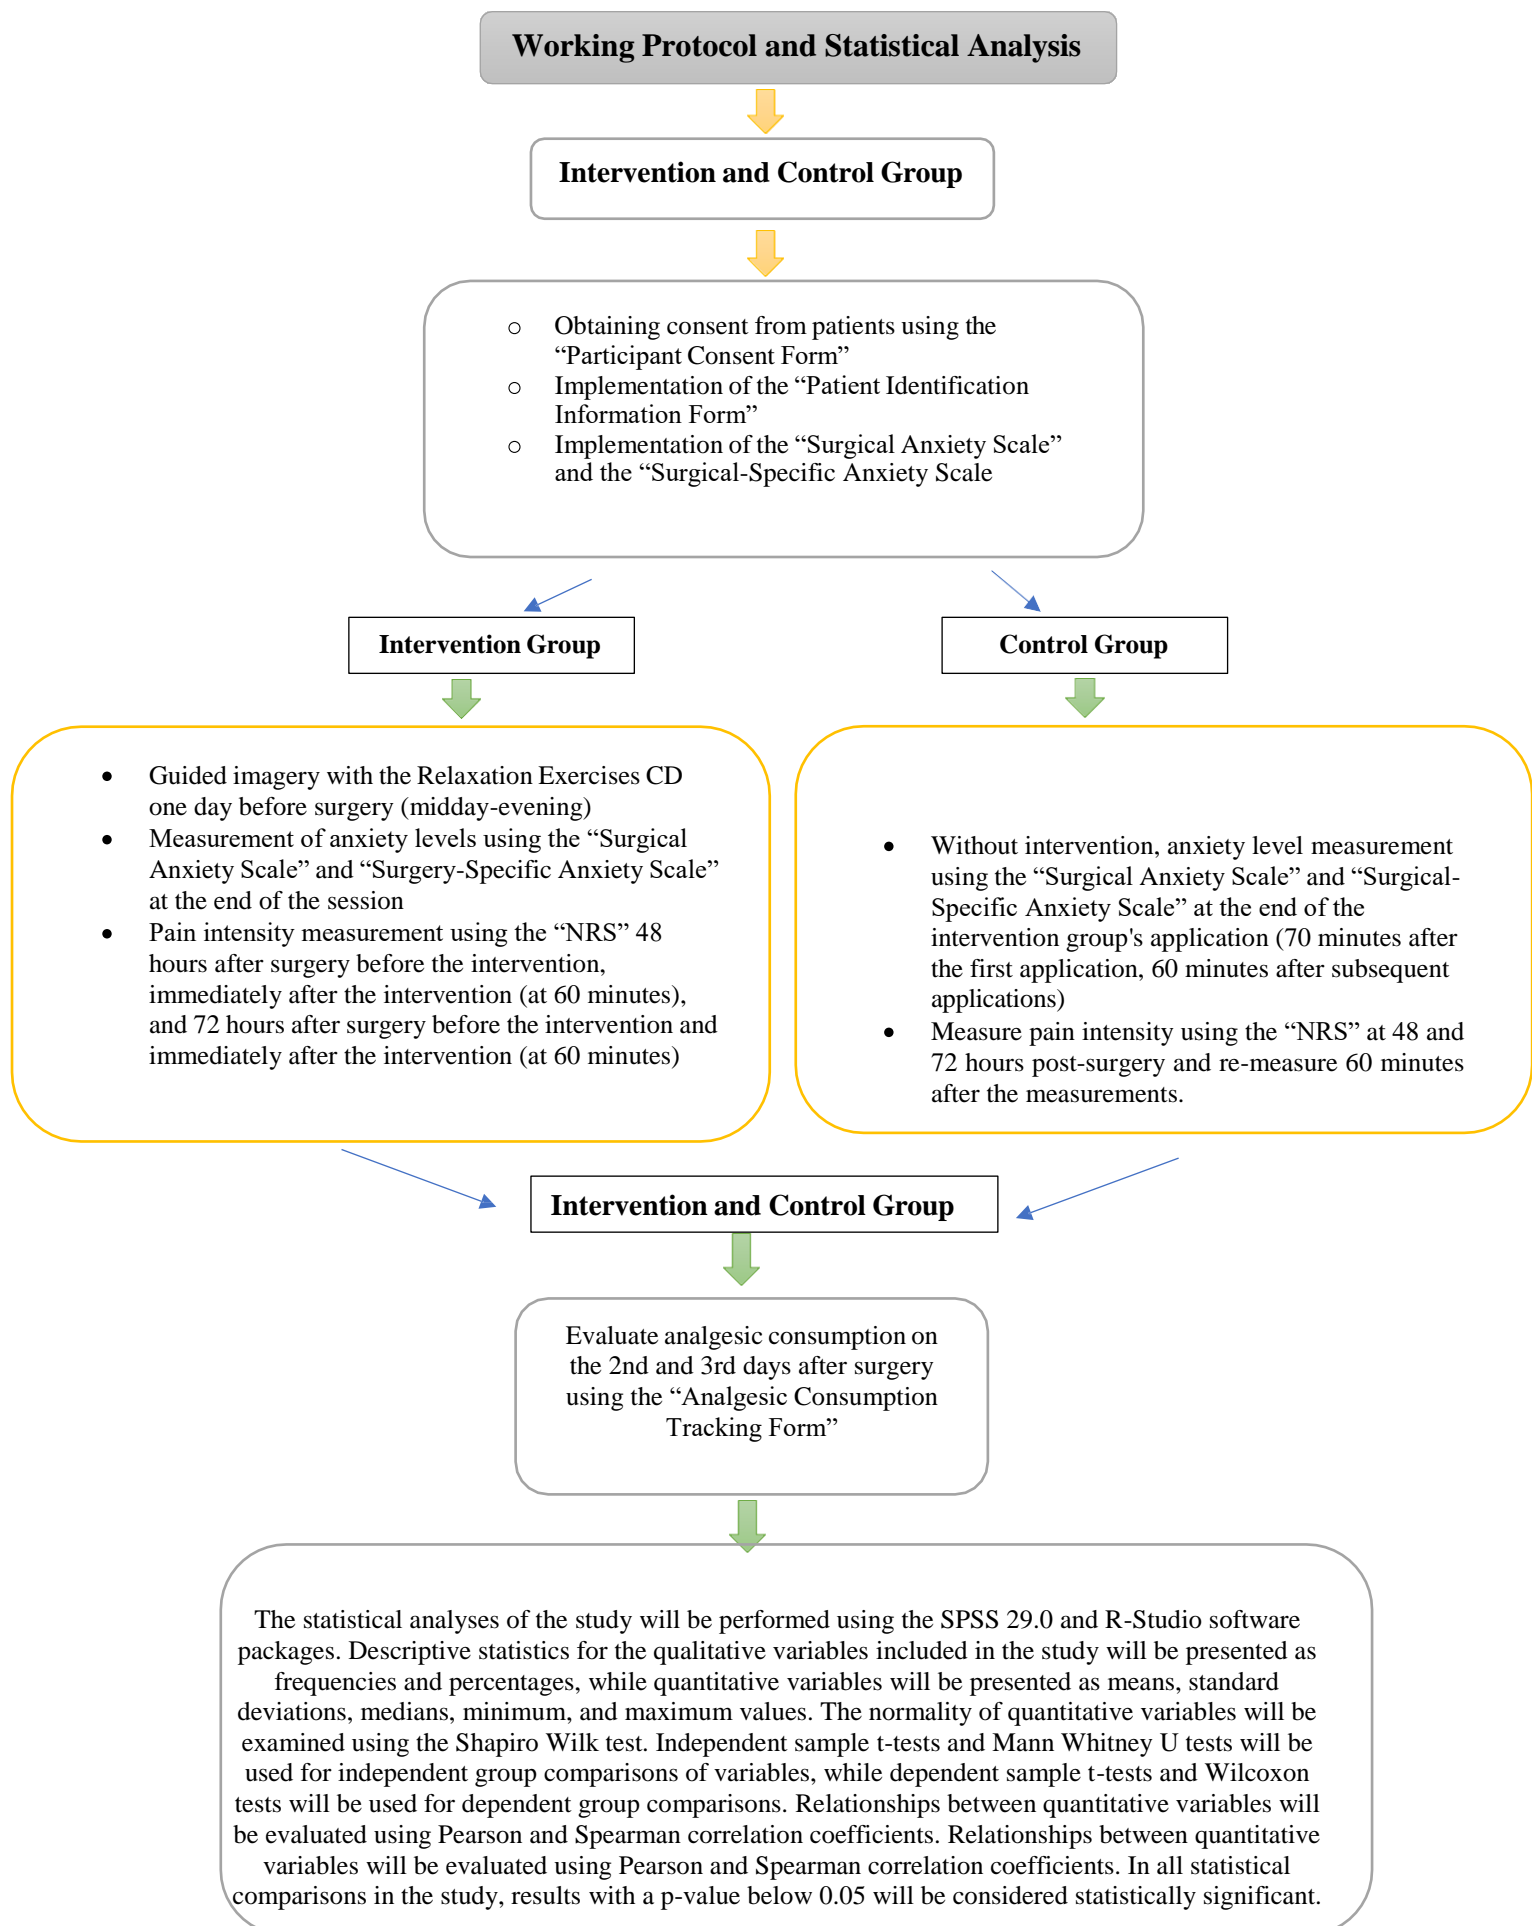 Working Protocol and Statistical Analysis
Intervention and Control Group
o Obtaining consent from patients using the
“Participant Consent Form”
o Implementation of the “Patient Identification
Information Form”
o Implementation of the “Surgical Anxiety Scale”
and the “Surgical-Specific Anxiety Scale
Intervention Group
Control Group
• Guided imagery with the Relaxation Exercises CD
one day before surgery (midday-evening)
• Measurement of anxiety levels using the “Surgical
Anxiety Scale” and “Surgery-Specific Anxiety Scale”
at the end of the session
• Pain intensity measurement using the “NRS” 48
hours after surgery before the intervention,
immediately after the intervention (at 60 minutes),
and 72 hours after surgery before the intervention and
immediately after the intervention (at 60 minutes)
• Without intervention, anxiety level measurement
using the “Surgical Anxiety Scale” and “Surgical-
Specific Anxiety Scale” at the end of the
intervention group's application (70 minutes after
the first application, 60 minutes after subsequent
applications)
• Measure pain intensity using the “NRS” at 48 and
72 hours post-surgery and re-measure 60 minutes
after the measurements.
Intervention and Control Group
Evaluate analgesic consumption on
the 2nd and 3rd days after surgery
using the “Analgesic Consumption
Tracking Form”
The statistical analyses of the study will be performed using the SPSS 29.0 and R-Studio software
packages. Descriptive statistics for the qualitative variables included in the study will be presented as
frequencies and percentages, while quantitative variables will be presented as means, standard
deviations, medians, minimum, and maximum values. The normality of quantitative variables will be
examined using the Shapiro Wilk test. Independent sample t-tests and Mann Whitney U tests will be
used for independent group comparisons of variables, while dependent sample t-tests and Wilcoxon
tests will be used for dependent group comparisons. Relationships between quantitative variables will
be evaluated using Pearson and Spearman correlation coefficients. Relationships between quantitative
variables will be evaluated using Pearson and Spearman correlation coefficients. In all statistical
comparisons in the study, results with a p-value below 0.05 will be considered statistically significant.